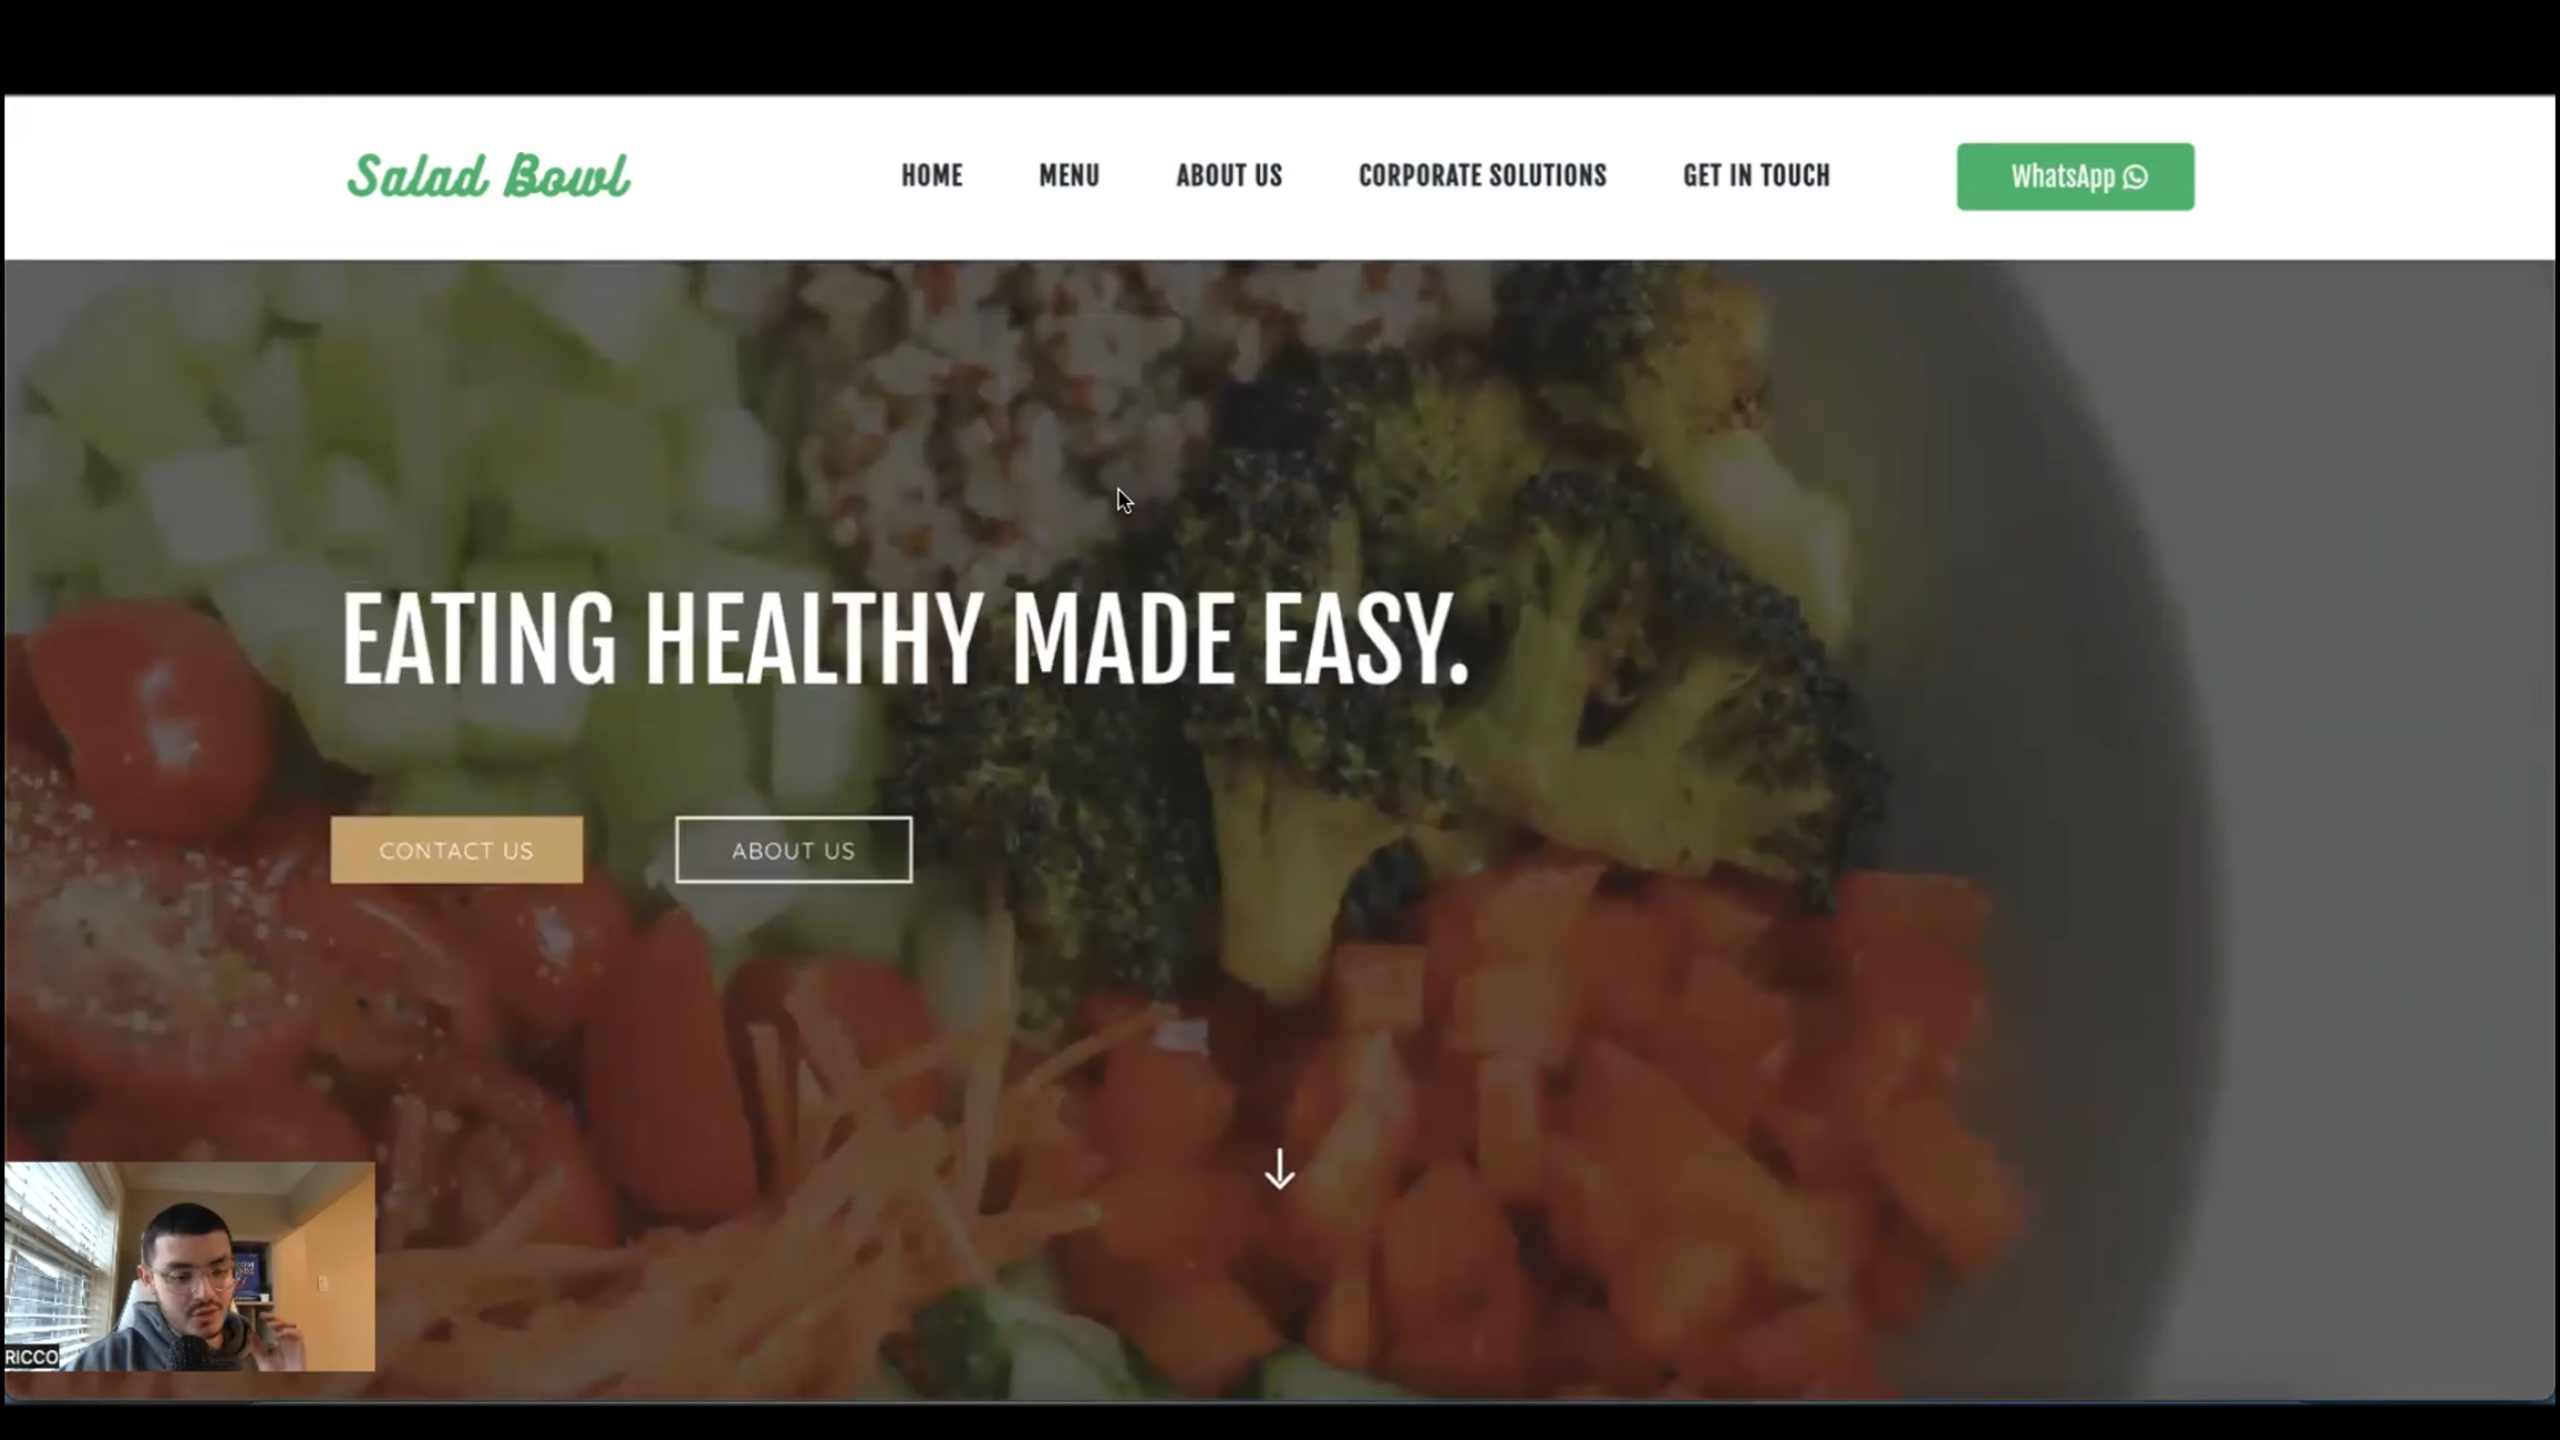 Salad Bowl
HOME MENU ABOUT US CORPORATE SOLUTIONS GET IN TOUCH WhatsApp
EATING HEALTHY MADE EASY.
CONTACT US ABOUT US
RICCO